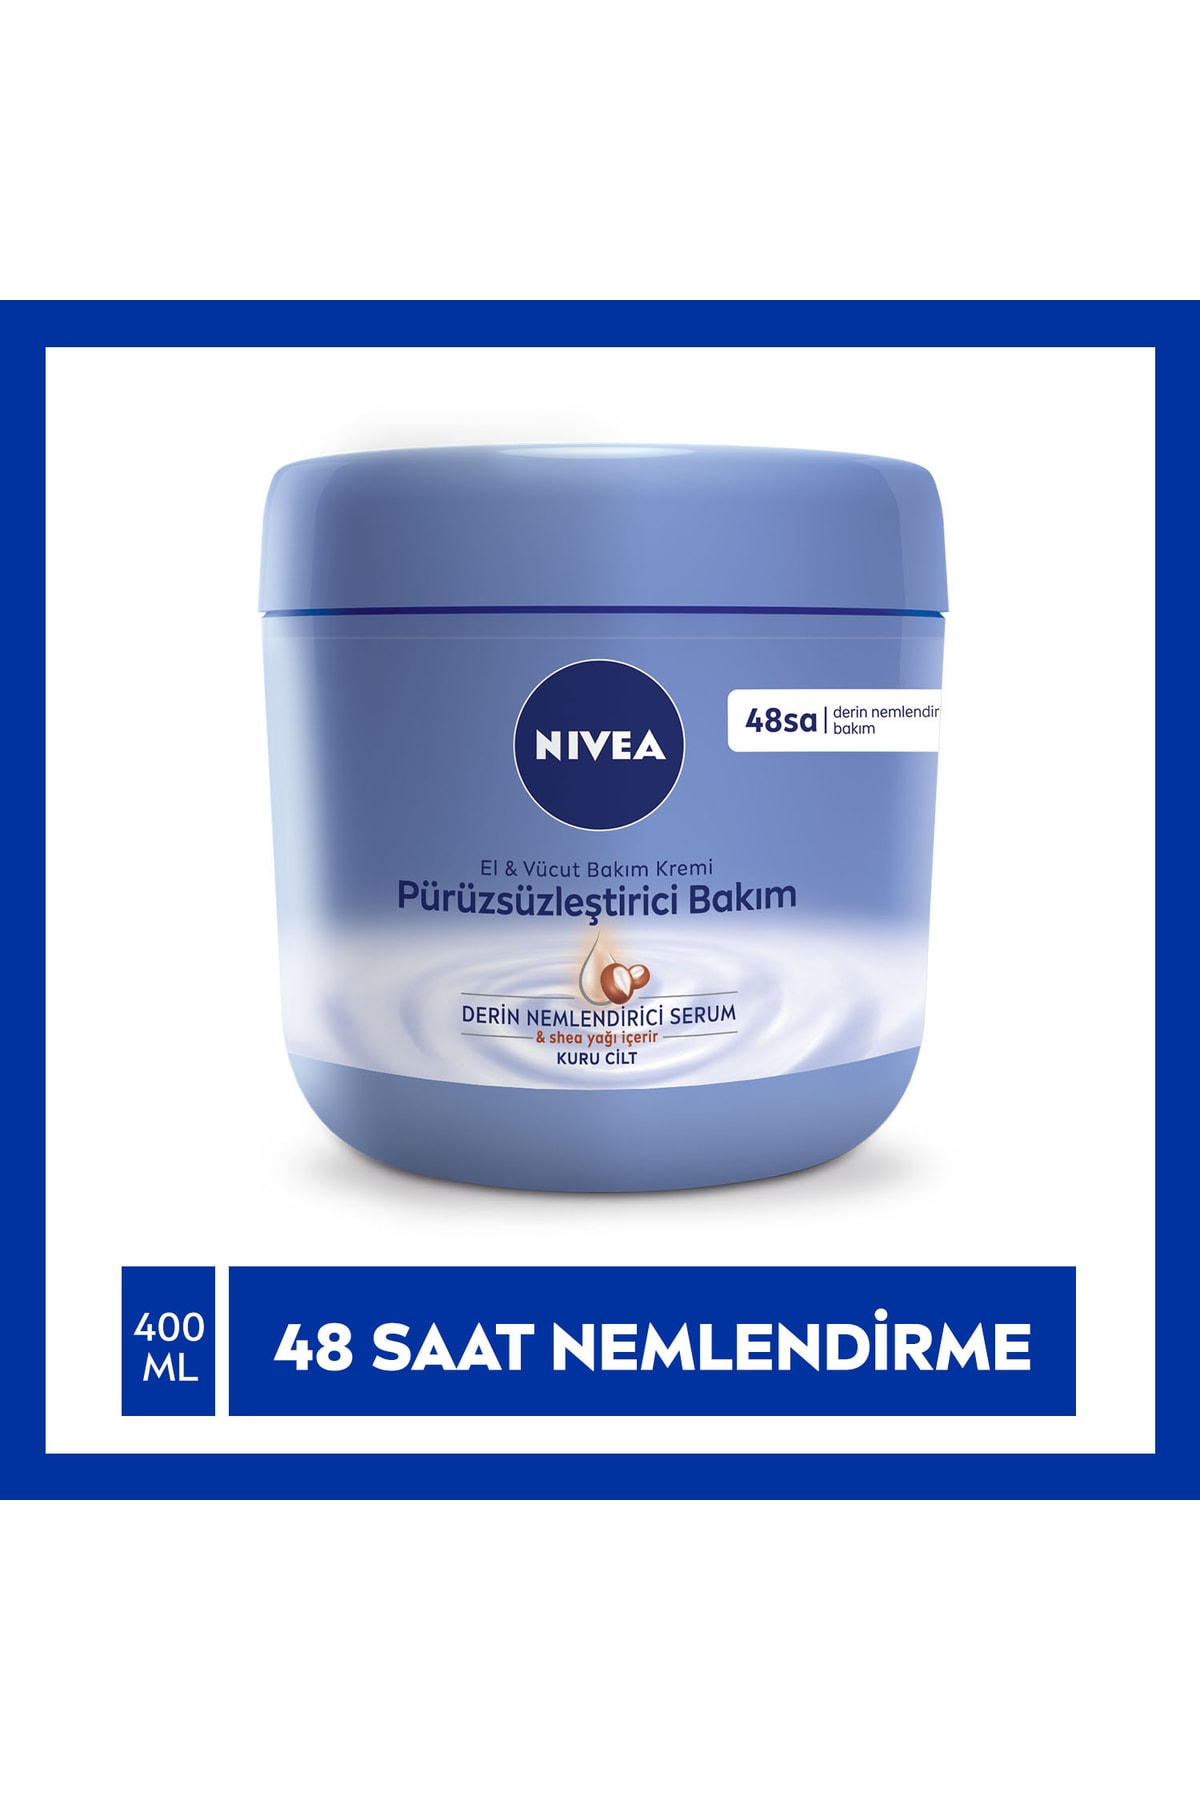 NIVEA
48sa
derin nemlendir
bakım
El & Vücut Bakım Kremi
Pürüzsüzleştirici Bakım
DERİN NEMLENDİRİCİ SERUM
& shea yağı içerir
KURU CİLT
400
ML
48 SAAT NEMLENDİRME